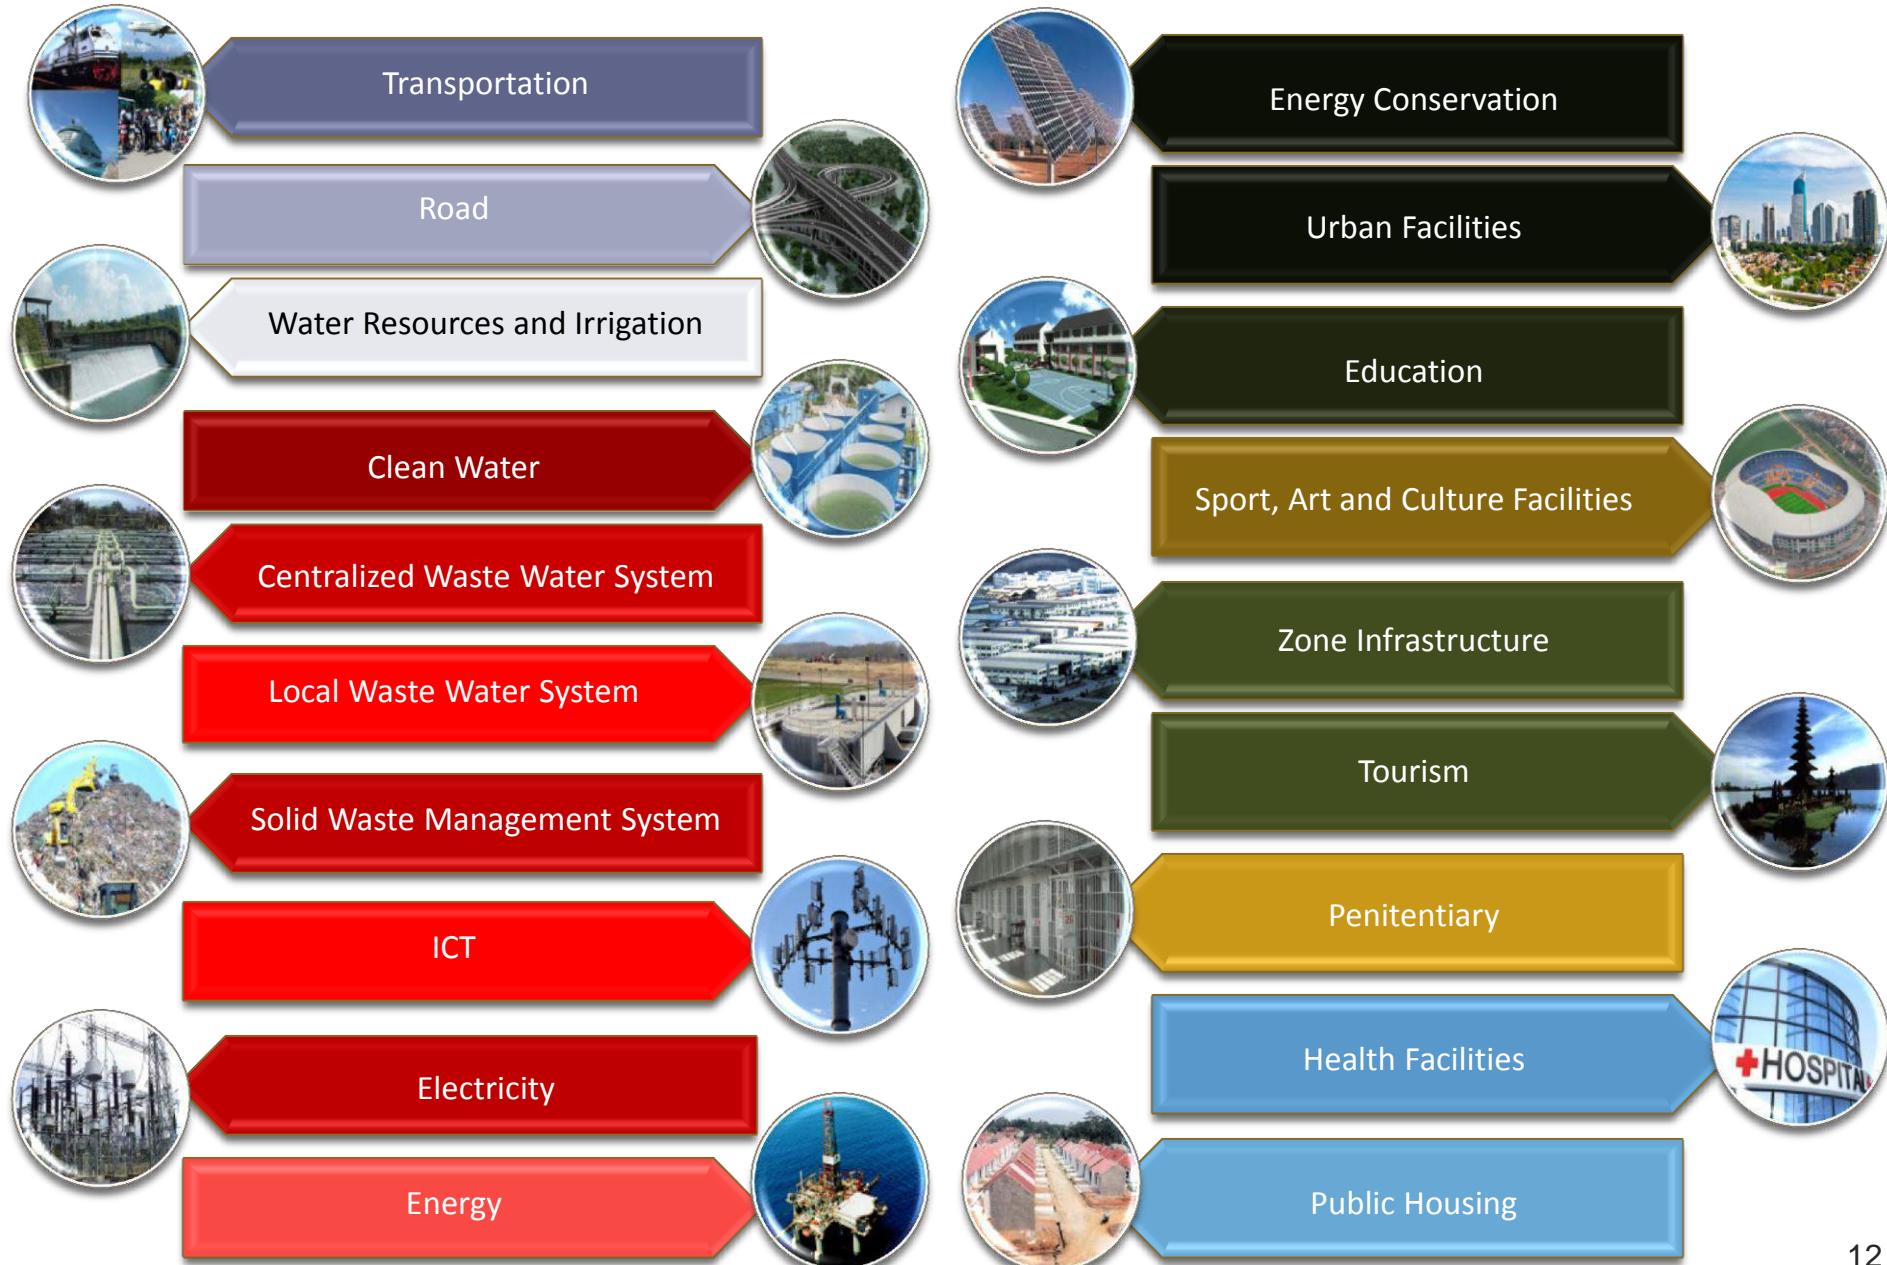 Transportation
Road
Water Resources and Irrigation
Clean Water
Centralized Waste Water System
Local Waste Water System
Solid Waste Management System
ICT
Electricity
Energy
Energy Conservation
Urban Facilities
Education
Sport, Art and Culture Facilities
Zone Infrastructure
Tourism
Penitentiary
Health Facilities
+HOSPITA
Public Housing
12